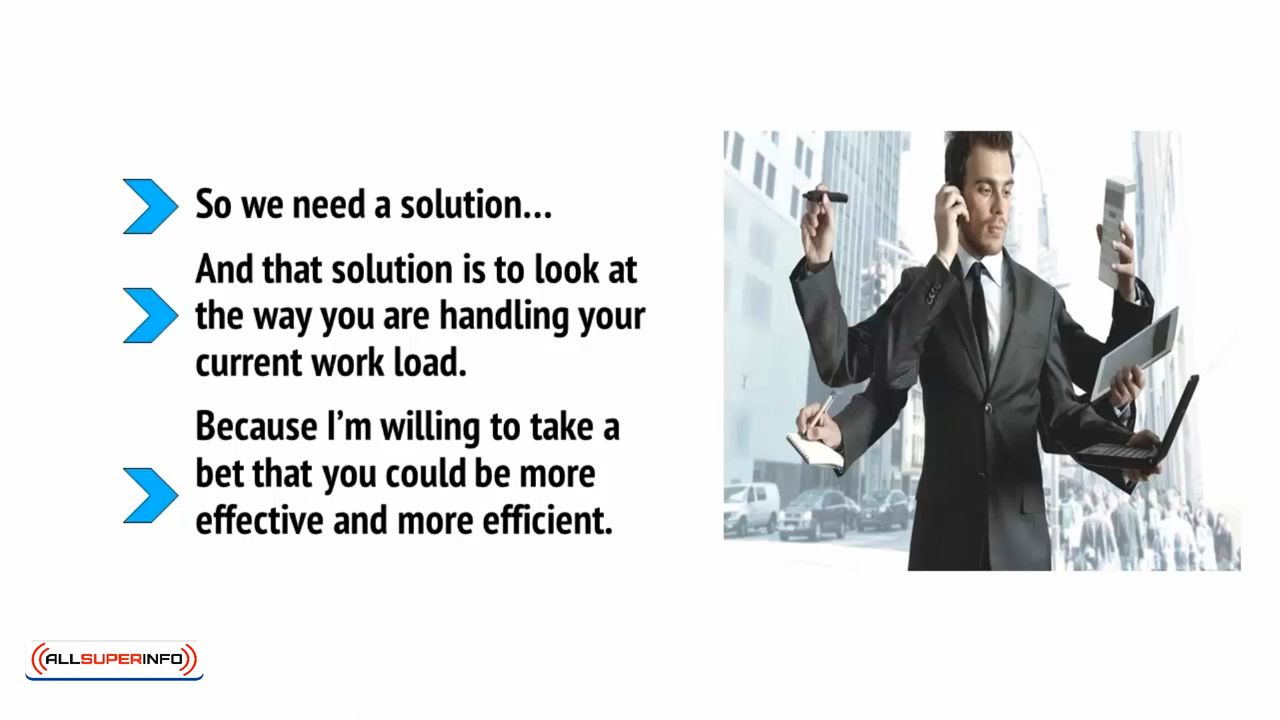 So we need a solution...
And that solution is to look at
the way you are handling your
current work load.
Because I'm willing to take a
bet that you could be more
effective and more efficient.
ALLSUPERINFO